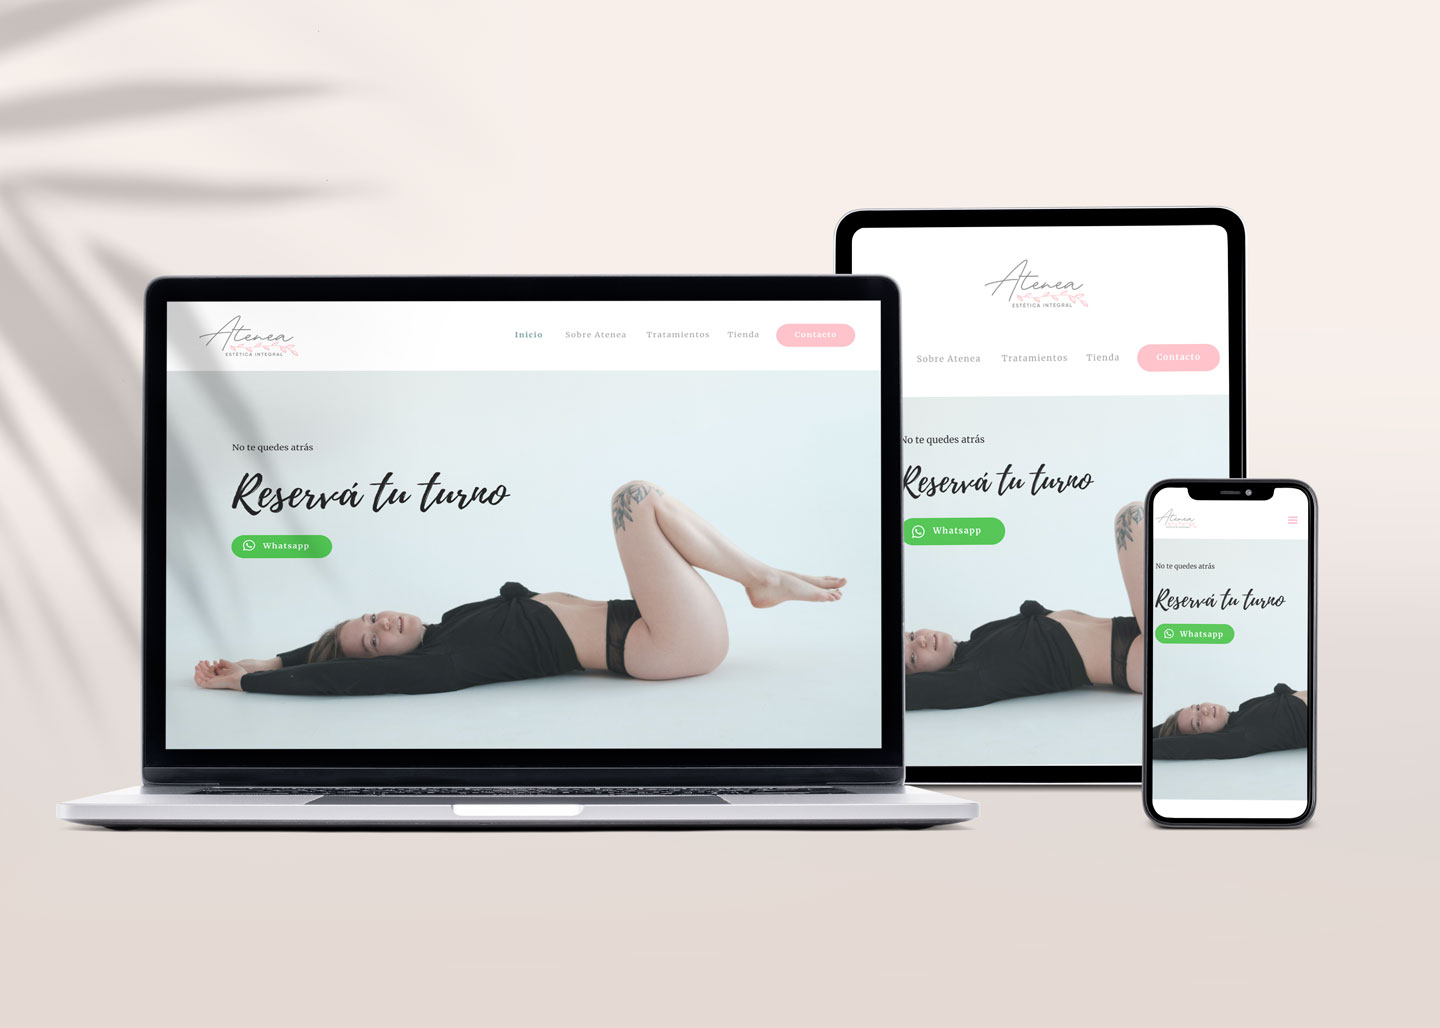 Atenea
ESTÉTICA INTEGRAL
Inicio Sobre Atenea Tratamientos Tienda Contacto
No te quedes atrás
Reservá tu turno
Whatsapp
Atenea
ESTÉTICA INTEGRAL
Sobre Atenea Tratamientos Tienda Contacto
No te quedes atrás
Reservá tu turno
Whatsapp
Atenea
No te quedes atrás
Reservá tu turno
Whatsapp